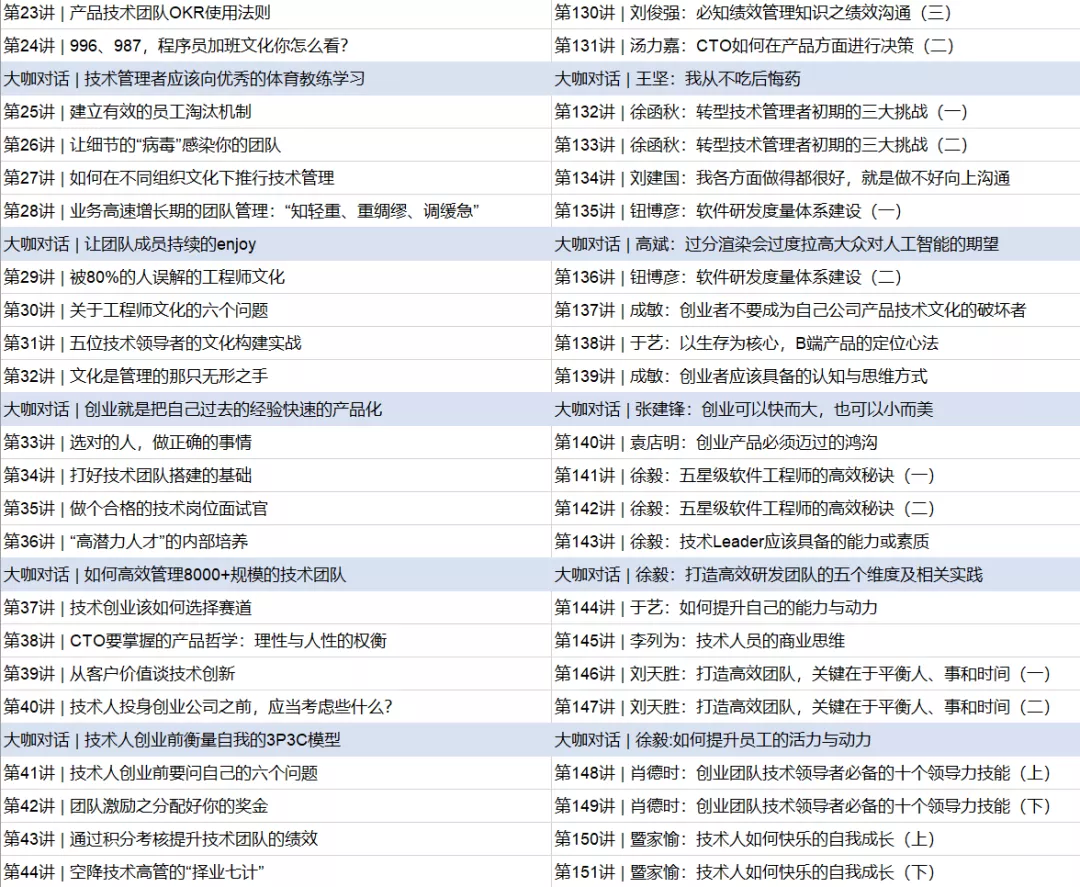 第23讲 | 产品技术团队OKR使用法则
第24讲 | 996、987，程序员加班文化你怎么看？
大咖对话 | 技术管理者应该向优秀的体育教练学习
第25讲 | 建立有效的员工淘汰机制
第26讲 | 让细节的“病毒”感染你的团队
第27讲 | 如何在不同组织文化下推行技术管理
第28讲 | 业务高速增长期的团队管理：“知轻重、重绸缪、调缓急”
大咖对话 | 让团队成员持续的enjoy
第29讲 | 被80%的人误解的工程师文化
第30讲 | 关于工程师文化的六个问题
第31讲 | 五位技术领导者的文化构建实战
第32讲 | 文化是管理的那只无形之手
大咖对话 | 创业就是把自己过去的经验快速的产品化
第33讲 | 选对的人，做正确的事情
第34讲 | 打好技术团队搭建的基础
第35讲 | 做个合格的技术岗位面试官
第36讲 | “高潜力人才”的内部培养
大咖对话 | 如何高效管理8000+规模的技术团队
第37讲 | 技术创业该如何选择赛道
第38讲 | CTO要掌握的产品哲学：理性与人性的权衡
第39讲 | 从客户价值谈技术创新
第40讲 | 技术人投身创业公司之前，应当考虑些什么？
大咖对话 | 技术人创业前衡量自我的3P3C模型
第41讲 | 技术人创业前要问自己的六个问题
第42讲 | 团队激励之分配好你的奖金
第43讲 | 通过积分考核提升技术团队的绩效
第44讲 | 空降技术高管的“择业七计”
第130讲 | 刘俊强：必知绩效管理知识之绩效沟通（三）
第131讲 | 汤力嘉：CTO如何在产品方面进行决策（二）
大咖对话 | 王坚：我从不吃后悔药
第132讲 | 徐函秋：转型技术管理者初期的三大挑战（一）
第133讲 | 徐函秋：转型技术管理者初期的三大挑战（二）
第134讲 | 刘建国：我各方面做得都很好，就是做不好向上沟通
第135讲 | 钮博彦：软件研发度量体系建设（一）
大咖对话 | 高斌：过分渲染会过度拉高大众对人工智能的期望
第136讲 | 钮博彦：软件研发度量体系建设（二）
第137讲 | 成敏：创业者不要成为自己公司产品技术文化的破坏者
第138讲 | 于艺：以生存为核心，B端产品的定位心法
第139讲 | 成敏：创业者应该具备的认知与思维方式
大咖对话 | 张建锋：创业可以快而大，也可以小而美
第140讲 | 袁店明：创业产品必须迈过的鸿沟
第141讲 | 徐毅：五星级软件工程师的高效秘诀（一）
第142讲 | 徐毅：五星级软件工程师的高效秘诀（二）
第143讲 | 徐毅：技术Leader应该具备的能力或素质
大咖对话 | 徐毅：打造高效研发团队的五个维度及相关实践
第144讲 | 于艺：如何提升自己的能力与动力
第145讲 | 李列为：技术人员的商业思维
第146讲 | 刘天胜：打造高效团队，关键在于平衡人、事和时间（一）
第147讲 | 刘天胜：打造高效团队，关键在于平衡人、事和时间（二）
大咖对话 | 徐毅:如何提升员工的活力与动力
第148讲 | 肖德时：创业团队技术领导者必备的十个领导力技能（上）
第149讲 | 肖德时：创业团队技术领导者必备的十个领导力技能（下）
第150讲 | 暨家愉：技术人如何快乐的自我成长（上）
第151讲 | 暨家愉：技术人如何快乐的自我成长（下）